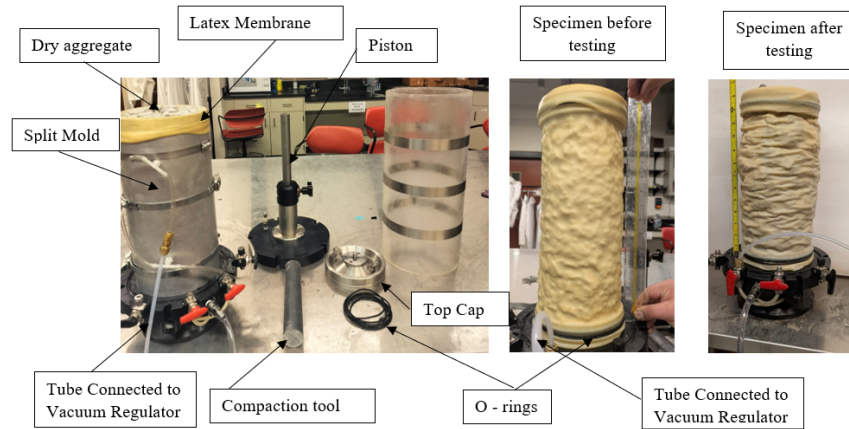 Dry aggregate
Latex Membrane
Piston
Specimen before
testing
Specimen after
testing
Split Mold
Top Cap
Tube Connected to
Vacuum Regulator
Compaction tool
O - rings
Tube Connected to
Vacuum Regulator